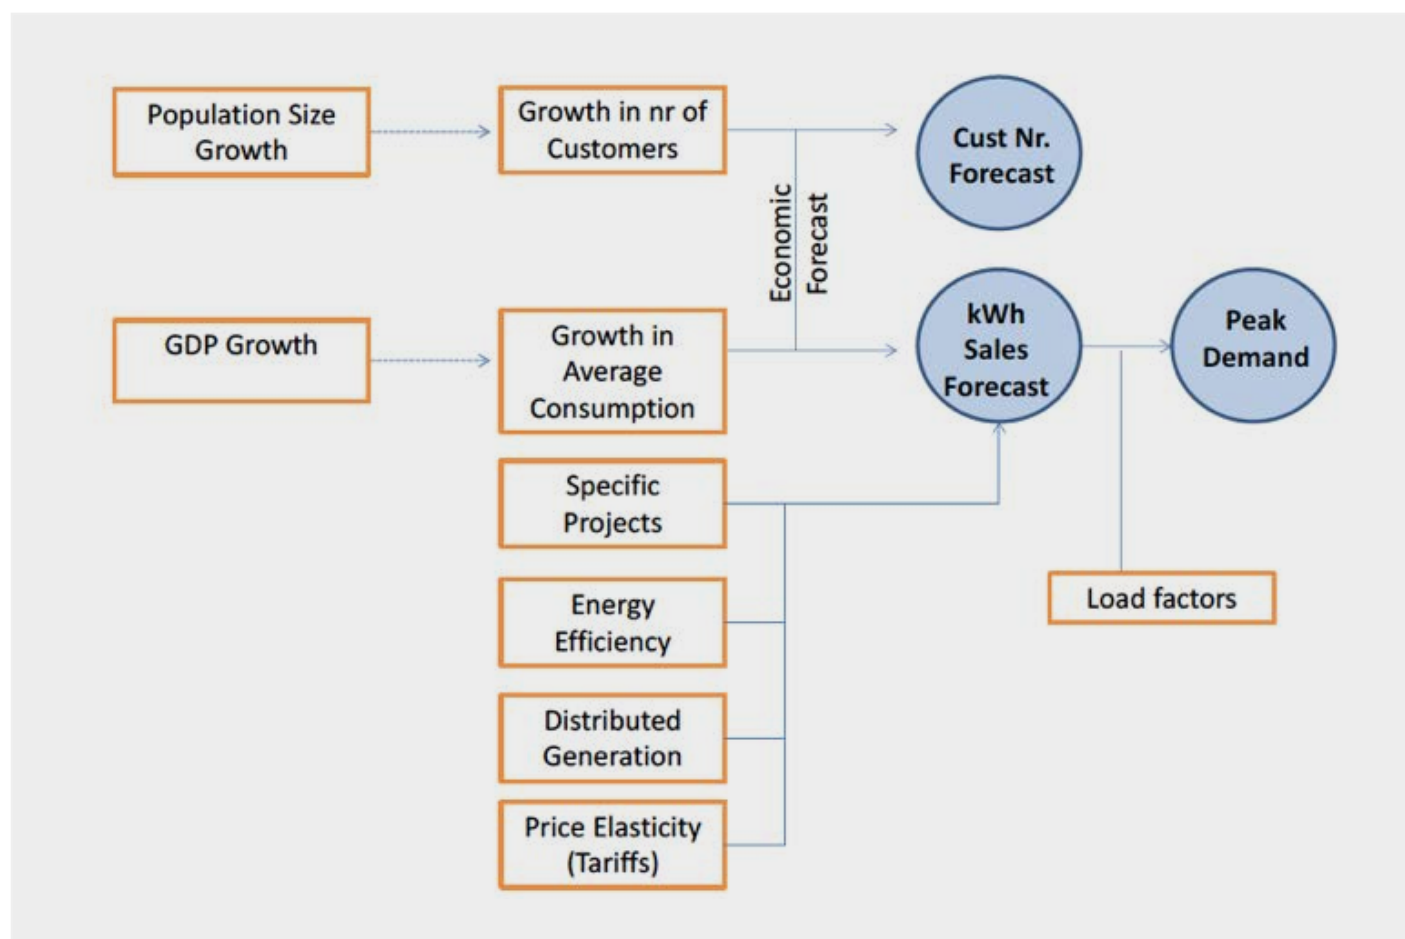 Population Size
Growth
Growth in nr of
Customers
Cust Nr.
Forecast
Economic
Forecast
GDP Growth
Growth in
Average
Consumption
kWh
Sales
Forecast
Peak
Demand
Specific
Projects
Energy
Efficiency
Load factors
Distributed
Generation
Price Elasticity
(Tariffs)